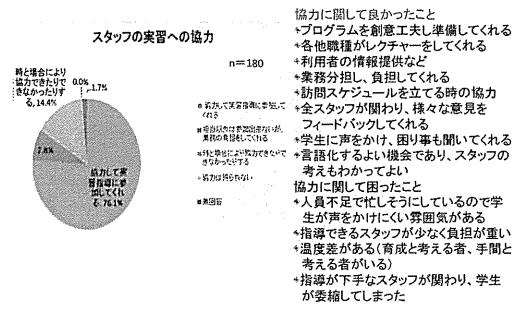 スタッフの実習への協力
n＝180
時と場合により
協力できたりで
きなかったりす
る, 14.4%
0.0%
1.7%
7.8%
協力して実
習指導に参加
してくれ
る, 76.1%
協力して実習指導に参加して
くれる
業務の負担をしてくれる
時と場合により協力できたりで
きなかったりする
協力は得られない
無回答
協力に関して良かったこと
*プログラムを創意工夫し準備してくれる
*各他職種がレクチャーをしてくれる
*利用者の情報提供など
*業務分担し、負担してくれる
*訪問スケジュールを立てる時の協力
*全スタッフが関わり、様々な意見を
フィードバックしてくれる
*学生に声をかけ、困り事も聞いてくれる
*言語化するよい機会であり、スタッフの
考えもわかってよい
協力に関して困ったこと
*人員不足で忙しそうにしているので学
生が声をかけにくい雰囲気がある
*指導できるスタッフが少なく負担が重い
*温度差がある（育成と考える者、手間と
考える者がいる）
*指導が下手なスタッフが関わり、学生
が委縮してしまった